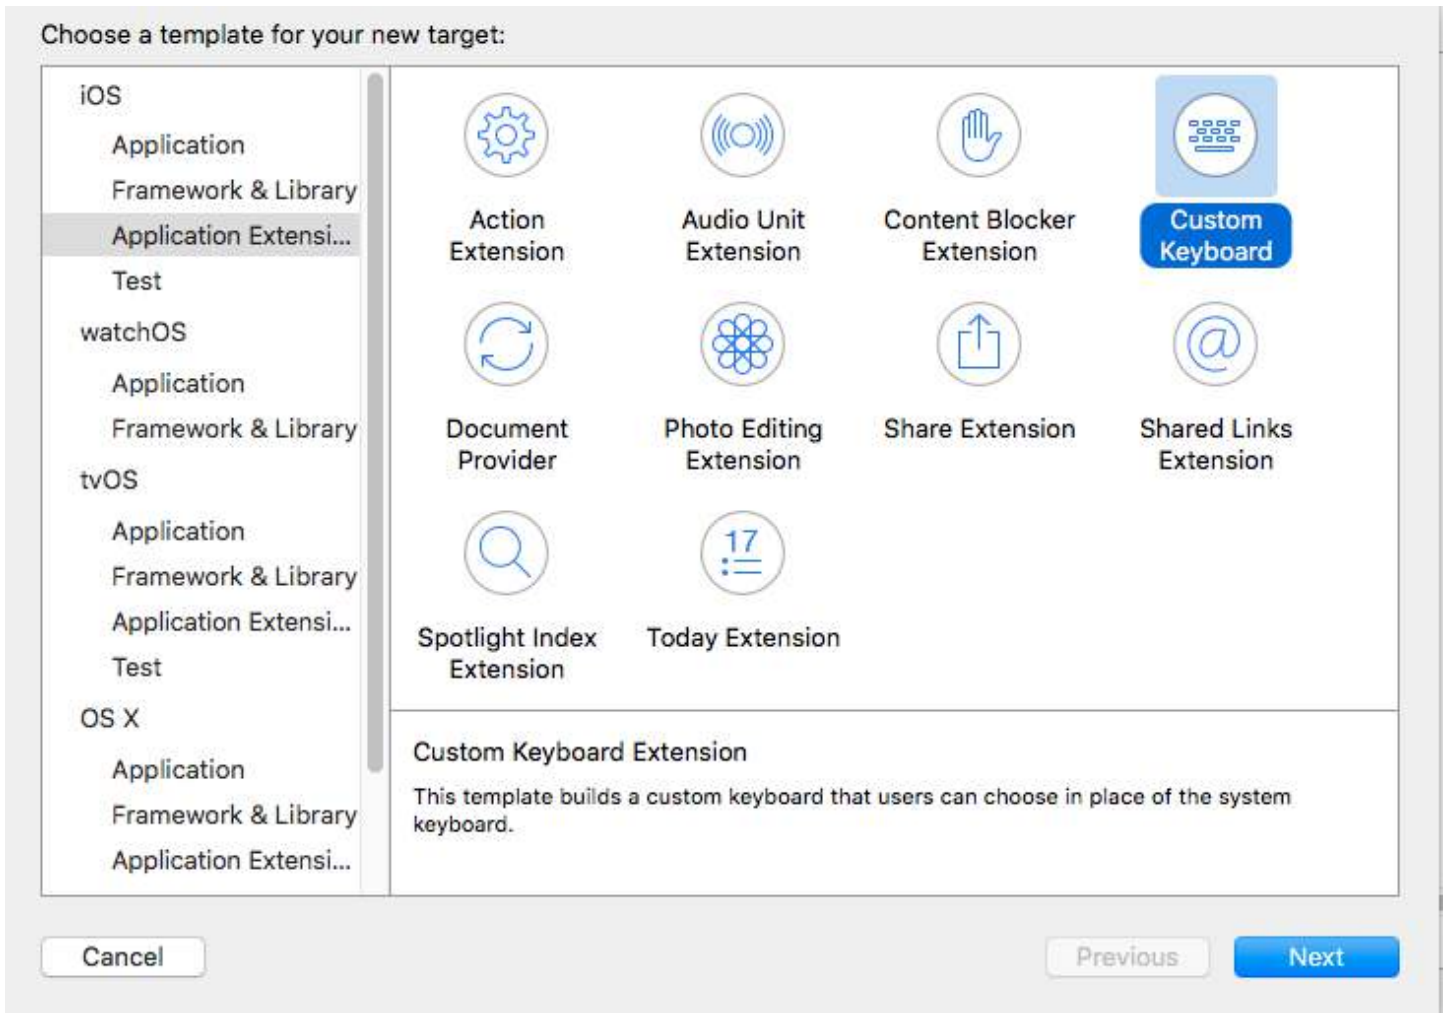 Choose a template for your new target:
iOS
Application
Framework & Library
Application Extensi...
Test
watchOS
Application
Framework & Library
tvOS
Application
Framework & Library
Application Extensi...
Test
OS X
Application
Framework & Library
Application Extensi...
Action
Extension
Audio Unit
Extension
Content Blocker
Extension
Custom
Keyboard
Document
Provider
Photo Editing
Extension
Share Extension
@
Shared Links
Extension
Spotlight Index
Extension
17
Today Extension
Custom Keyboard Extension
This template builds a custom keyboard that users can choose in place of the system
keyboard.
Cancel
Previous
Next